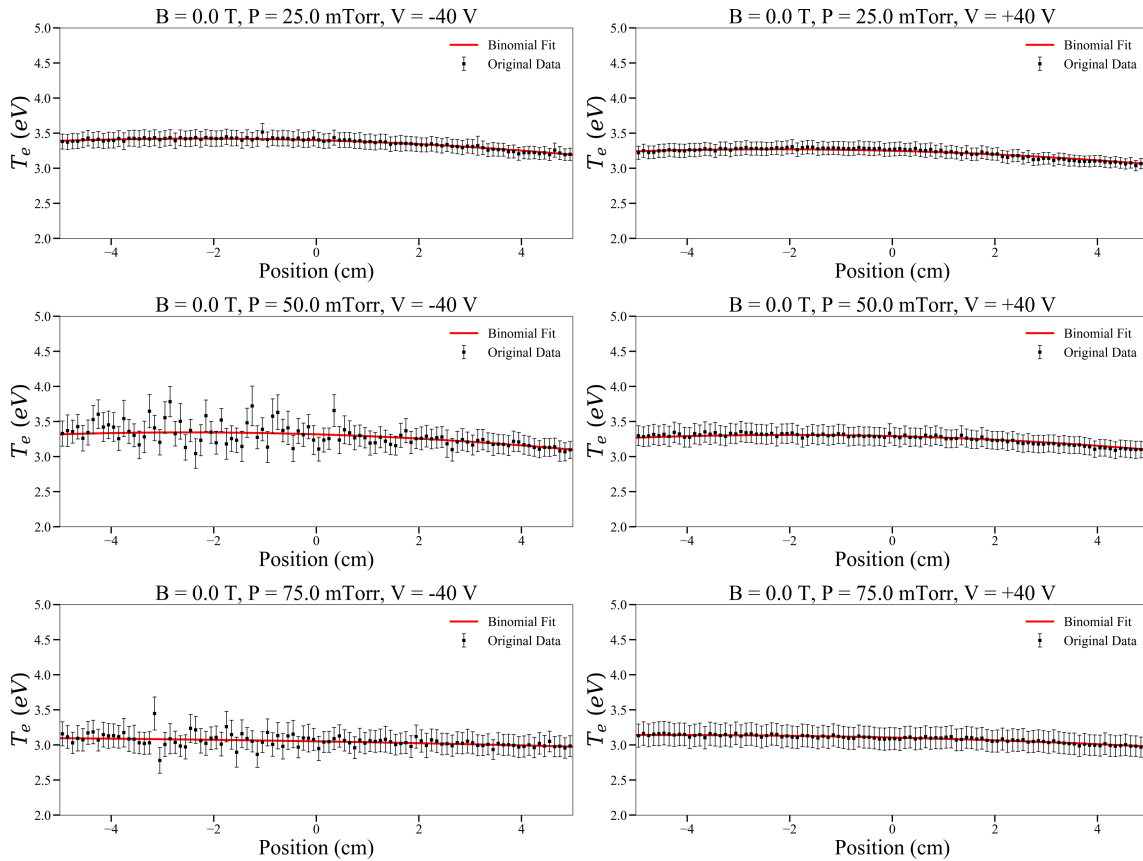 B = 0.0 T, P = 25.0 mTorr, V = -40 V
5.0
4.5
4.0
3.5
3.0
2.5
2.0
T_e (eV)
Binomial Fit
Original Data
−4 −2 0 2 4
Position (cm)
B = 0.0 T, P = 25.0 mTorr, V = +40 V
5.0
4.5
4.0
3.5
3.0
2.5
2.0
T_e (eV)
Binomial Fit
Original Data
−4 −2 0 2 4
Position (cm)
B = 0.0 T, P = 50.0 mTorr, V = -40 V
5.0
4.5
4.0
3.5
3.0
2.5
2.0
T_e (eV)
Binomial Fit
Original Data
−4 −2 0 2 4
Position (cm)
B = 0.0 T, P = 50.0 mTorr, V = +40 V
5.0
4.5
4.0
3.5
3.0
2.5
2.0
T_e (eV)
Binomial Fit
Original Data
−4 −2 0 2 4
Position (cm)
B = 0.0 T, P = 75.0 mTorr, V = -40 V
5.0
4.5
4.0
3.5
3.0
2.5
2.0
T_e (eV)
Binomial Fit
Original Data
−4 −2 0 2 4
Position (cm)
B = 0.0 T, P = 75.0 mTorr, V = +40 V
5.0
4.5
4.0
3.5
3.0
2.5
2.0
T_e (eV)
Binomial Fit
Original Data
−4 −2 0 2 4
Position (cm)